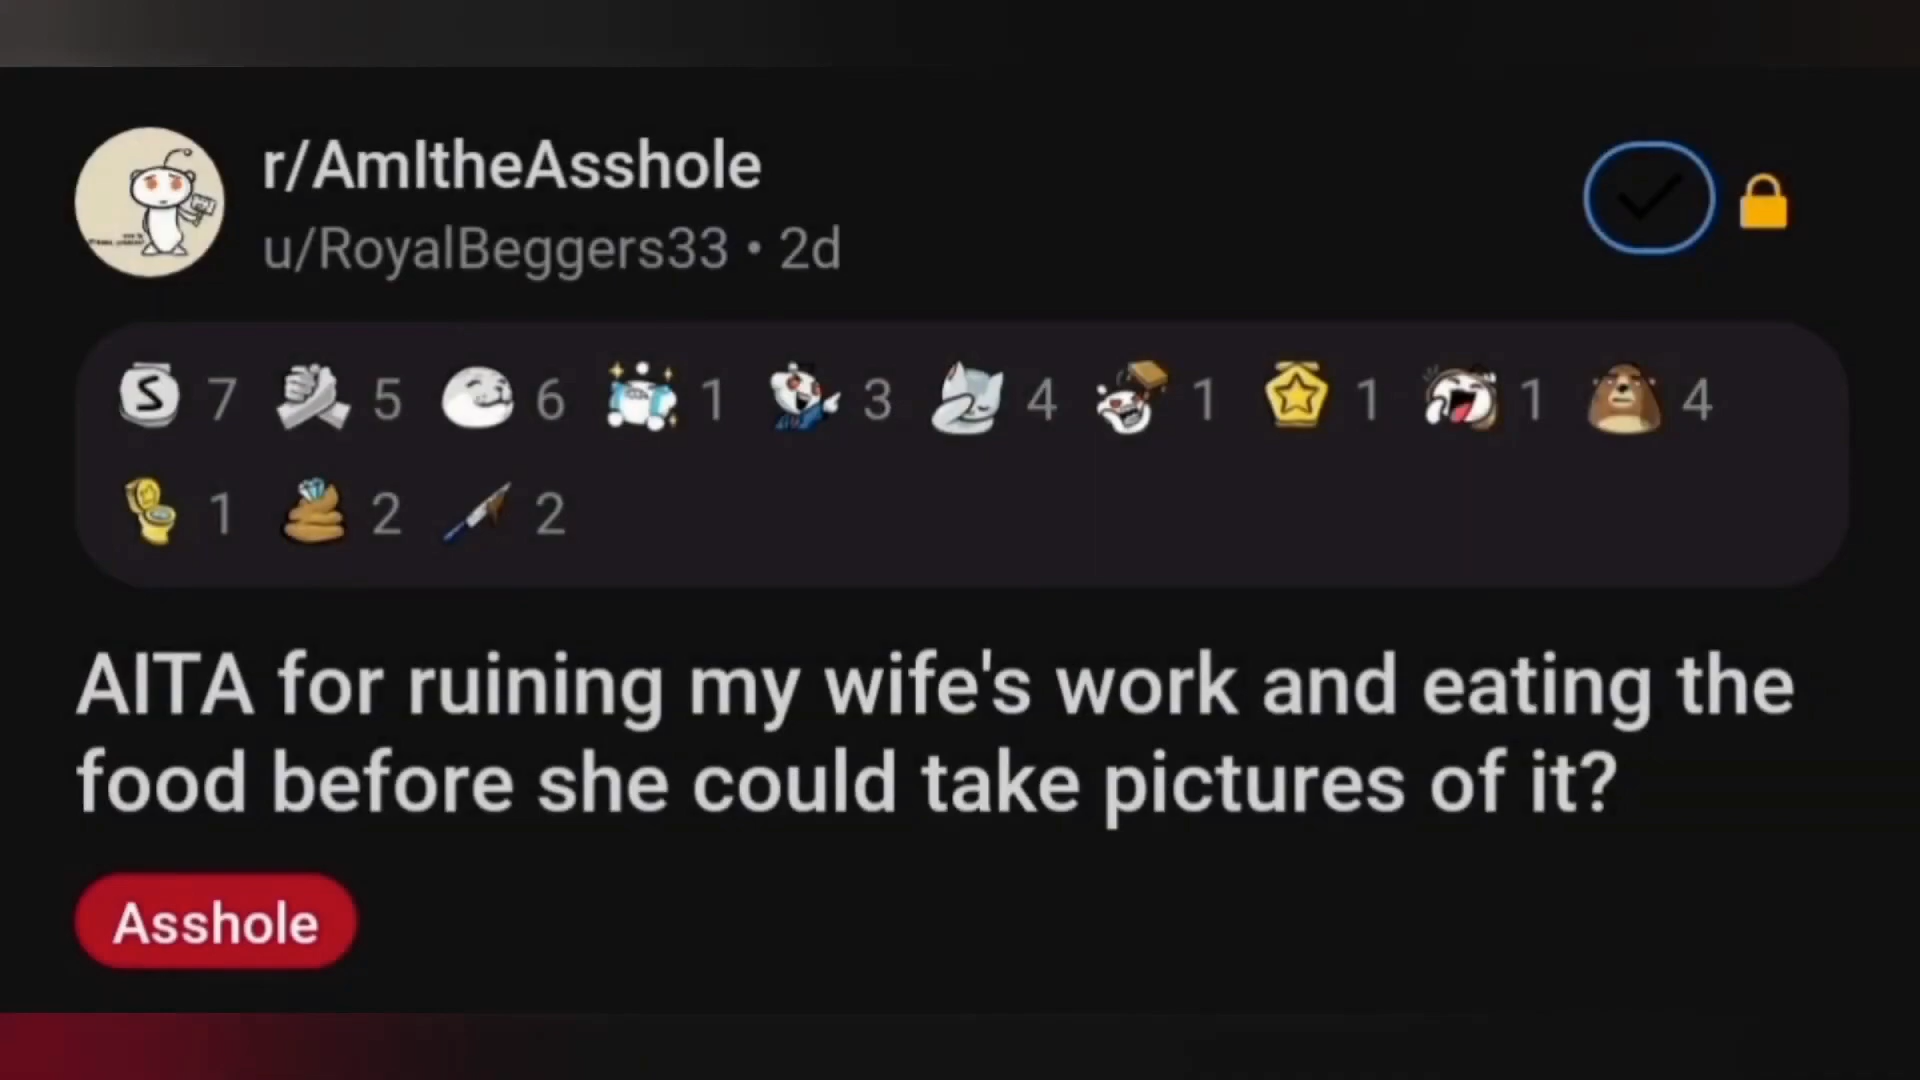 r/AmItheAsshole
u/RoyalBeggers33 • 2d
S 7 5 6 1 3 4 1 1 1 4
1 2 2
AITA for ruining my wife's work and eating the
food before she could take pictures of it?
Asshole